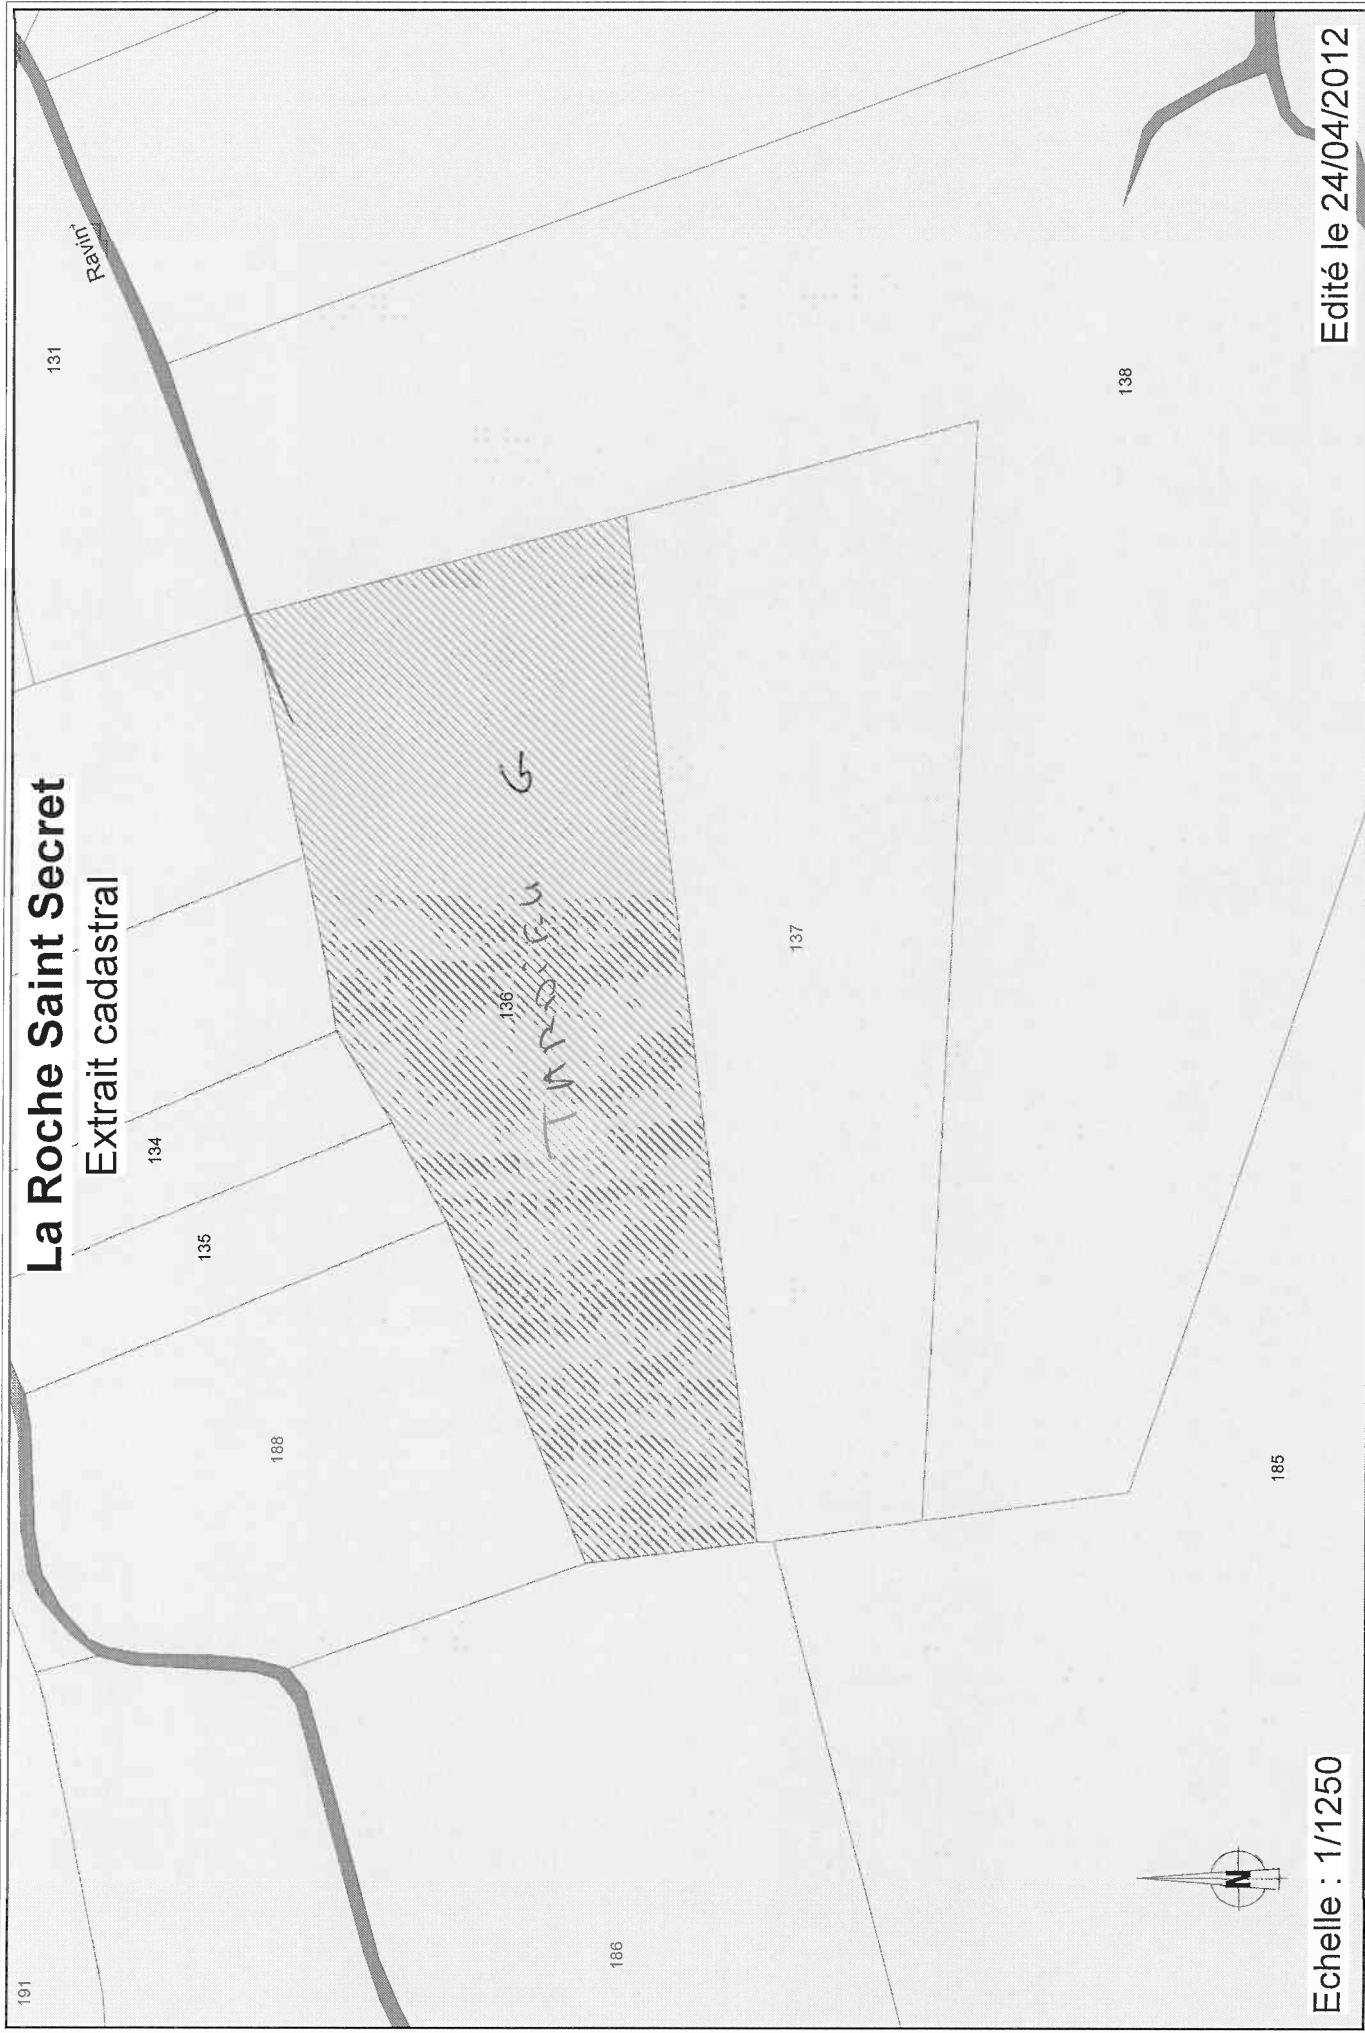 La Roche Saint Secret
Extrait cadastral
191
188
135
134
131
Ravin
186
136
G
137
138
185
N
Echelle : 1/1250
Edité le 24/04/2012